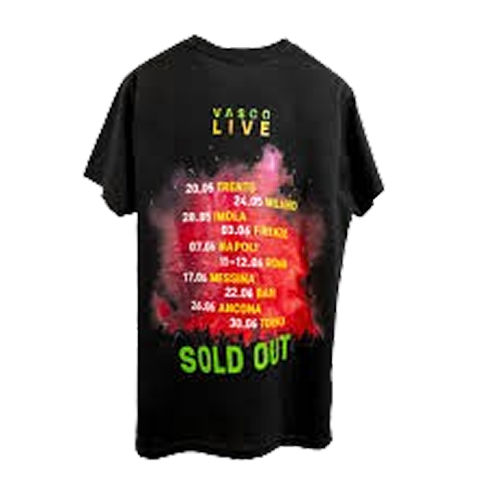 VASCO
LIVE
20.05 TRENTO
24.05 MILANO
28.05 IMOLA
03.06 FIRENZE
07.06 NAPOLI
11-12.06 ROMA
17.06 MESSINA
22.06 BARI
26.06 ANCONA
30.06 TORINO
SOLD OUT